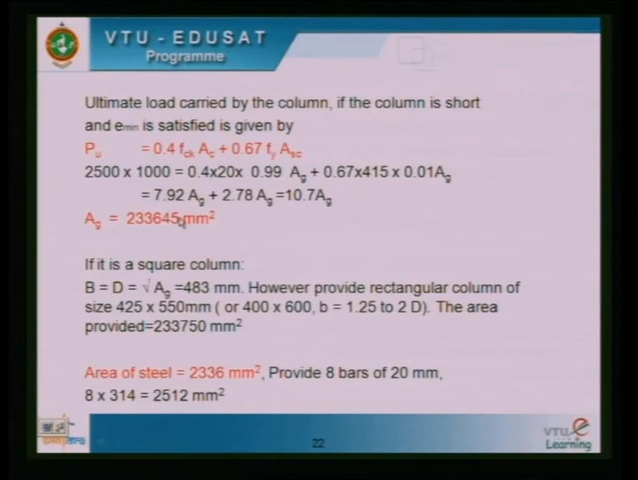 VTU - EDUSAT
Programme
Ultimate load carried by the column, if the column is short
and emin is satisfied is given by
Pu = 0.4 fck Ac + 0.67 fy Asc
2500 x 1000 = 0.4x20x 0.99 Ag + 0.67x415 x 0.01Ag
= 7.92 Ag + 2.78 Ag =10.7Ag
Ag = 233645 mm²
If it is a square column:
B = D = √ Ag =483 mm. However provide rectangular column of
size 425 x 550mm ( or 400 x 600, b = 1.25 to 2 D). The area
provided=233750 mm²
Area of steel = 2336 mm², Provide 8 bars of 20 mm,
8 x 314 = 2512 mm²
22
VTU e
Learning